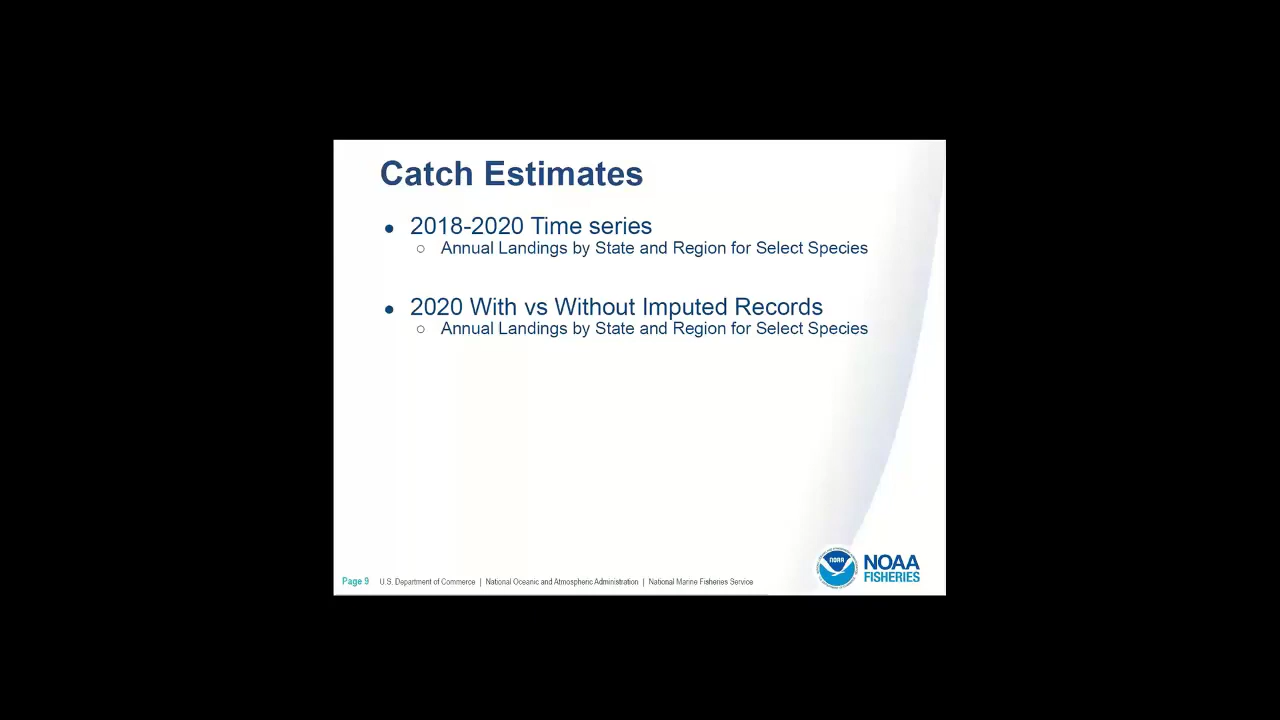 Catch Estimates
● 2018-2020 Time series
○ Annual Landings by State and Region for Select Species
● 2020 With vs Without Imputed Records
○ Annual Landings by State and Region for Select Species
NOAA
NOAA
FISHERIES
Page 9 U.S. Department of Commerce | National Oceanic and Atmospheric Administration | National Marine Fisheries Service